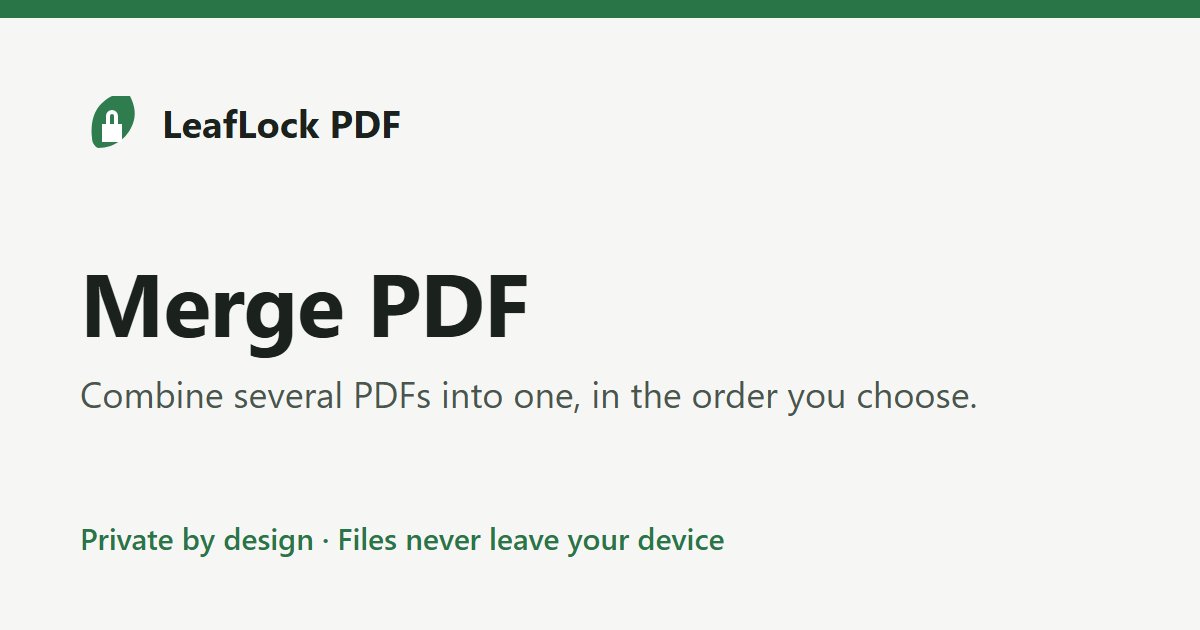 LeafLock PDF
Merge PDF
Combine several PDFs into one, in the order you choose.
Private by design · Files never leave your device